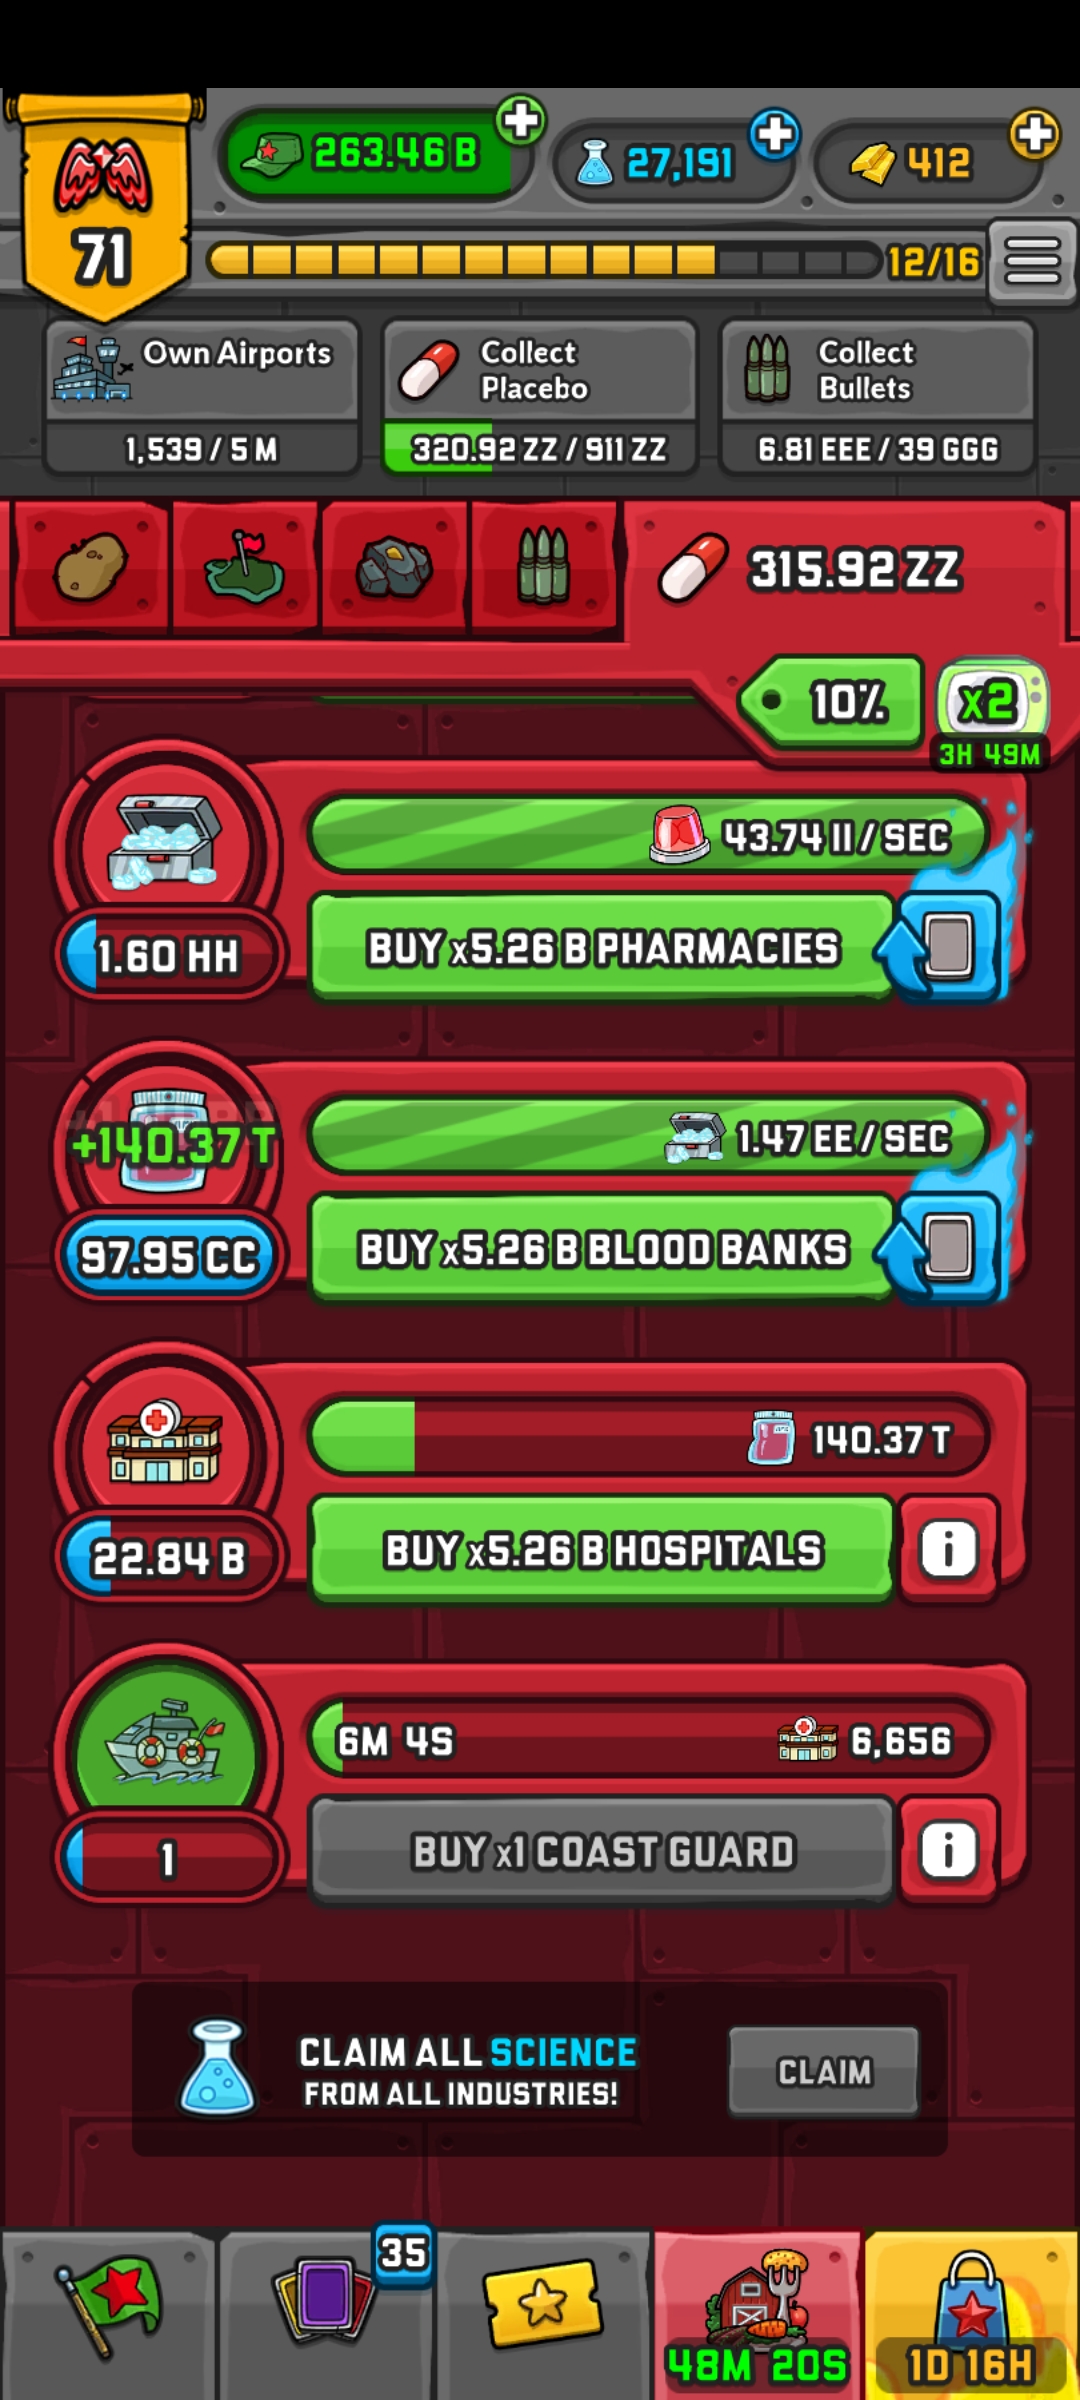 263.46 B
27,191
412
71
12/16
Own Airports
1,539 / 5 M
Collect
Placebo
320.92 ZZ / 911 ZZ
Collect
Bullets
6.81 EEE / 39 GGG
315.92 ZZ
10%
x2
3H 49M
43.74 II / SEC
1.60 HH
BUY x5.26 B PHARMACIES
+140.37 T
1.47 EE / SEC
97.95 CC
BUY x5.26 B BLOOD BANKS
140.37 T
22.84 B
BUY x5.26 B HOSPITALS
i
6M 4S
6,656
1
BUY x1 COAST GUARD
i
CLAIM ALL SCIENCE
FROM ALL INDUSTRIES!
CLAIM
35
48M 20S
1D 16H